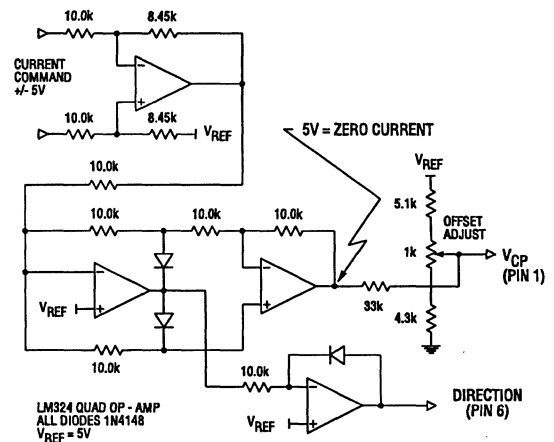 10.0k
8.45k
CURRENT
COMMAND
+/- 5V
10.0k
8.45k
VREF
5V = ZERO CURRENT
10.0k
VREF
5.1k
OFFSET
ADJUST
10.0k
10.0k
10.0k
1k
VCP
(PIN 1)
VREF
33k
4.3k
10.0k
10.0k
DIRECTION
(PIN 6)
VREF
LM324 QUAD OP - AMP
ALL DIODES 1N4148
VREF = 5V